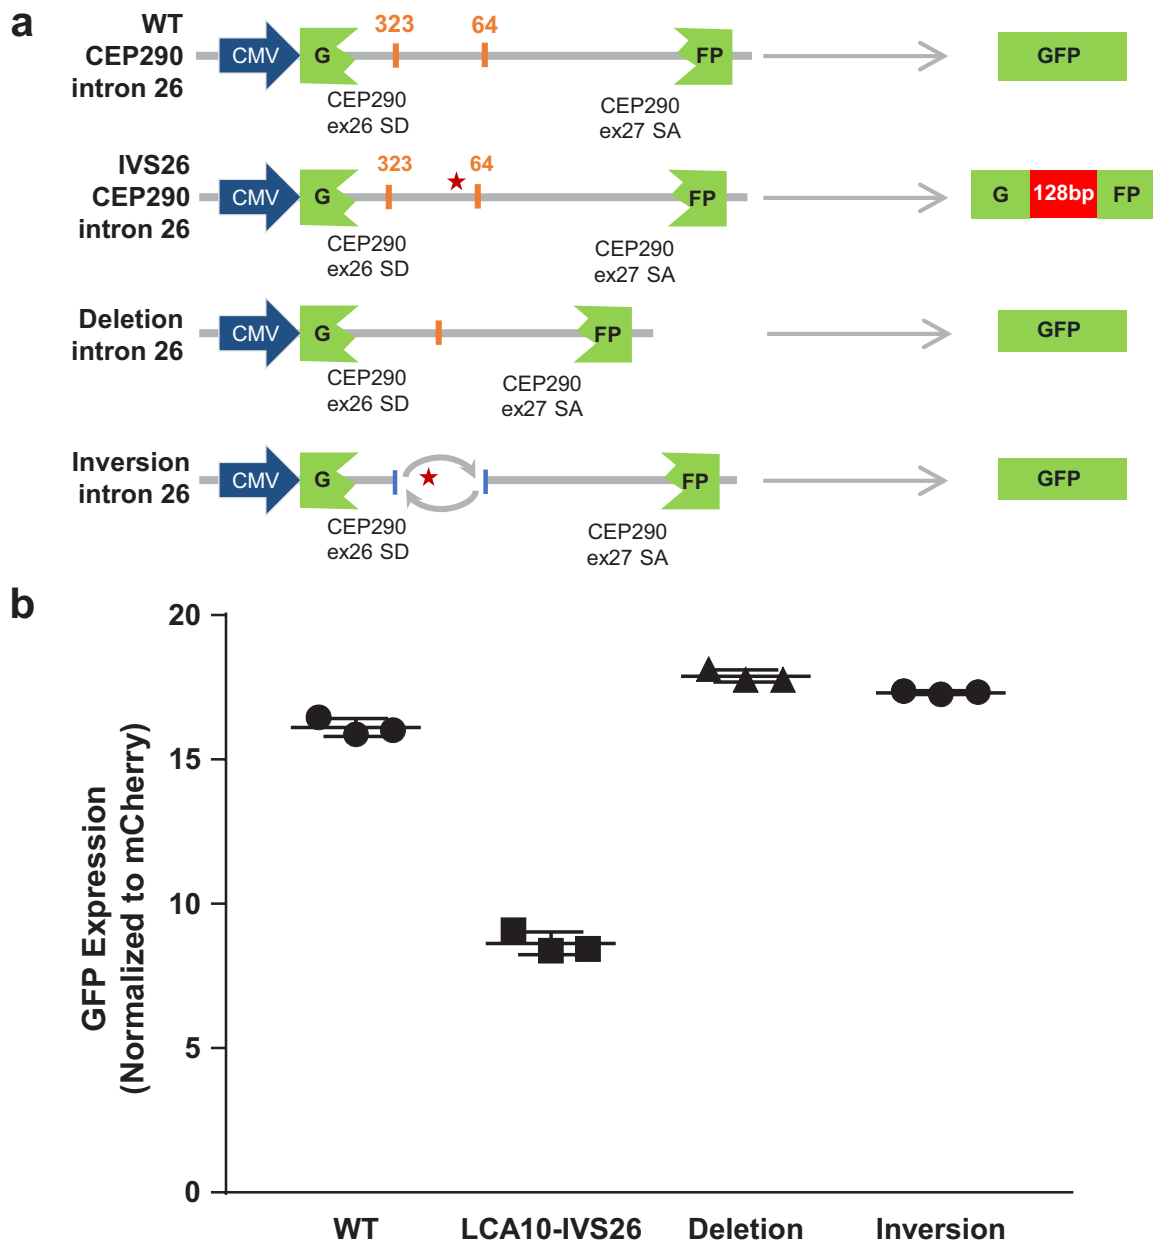 a
WT
CEP290
intron 26
CMV
G
323
64
FP
GFP
CEP290
ex26 SD
CEP290
ex27 SA
IVS26
CEP290
intron 26
CMV
G
323
64
FP
G
128bp
FP
CEP290
ex26 SD
CEP290
ex27 SA
Deletion
intron 26
CMV
G
FP
GFP
CEP290
ex26 SD
CEP290
ex27 SA
Inversion
intron 26
CMV
G
FP
GFP
CEP290
ex26 SD
CEP290
ex27 SA
b
GFP Expression
(Normalized to mCherry)
20
15
10
5
0
WT LCA10-IVS26 Deletion Inversion